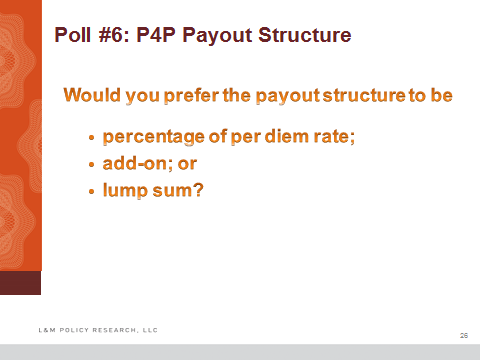 Poll #6: P4P Payout Structure
Would you prefer the payout structure to be
• percentage of per diem rate;
• add-on; or
• lump sum?
L&M POLICY RESEARCH, LLC
26